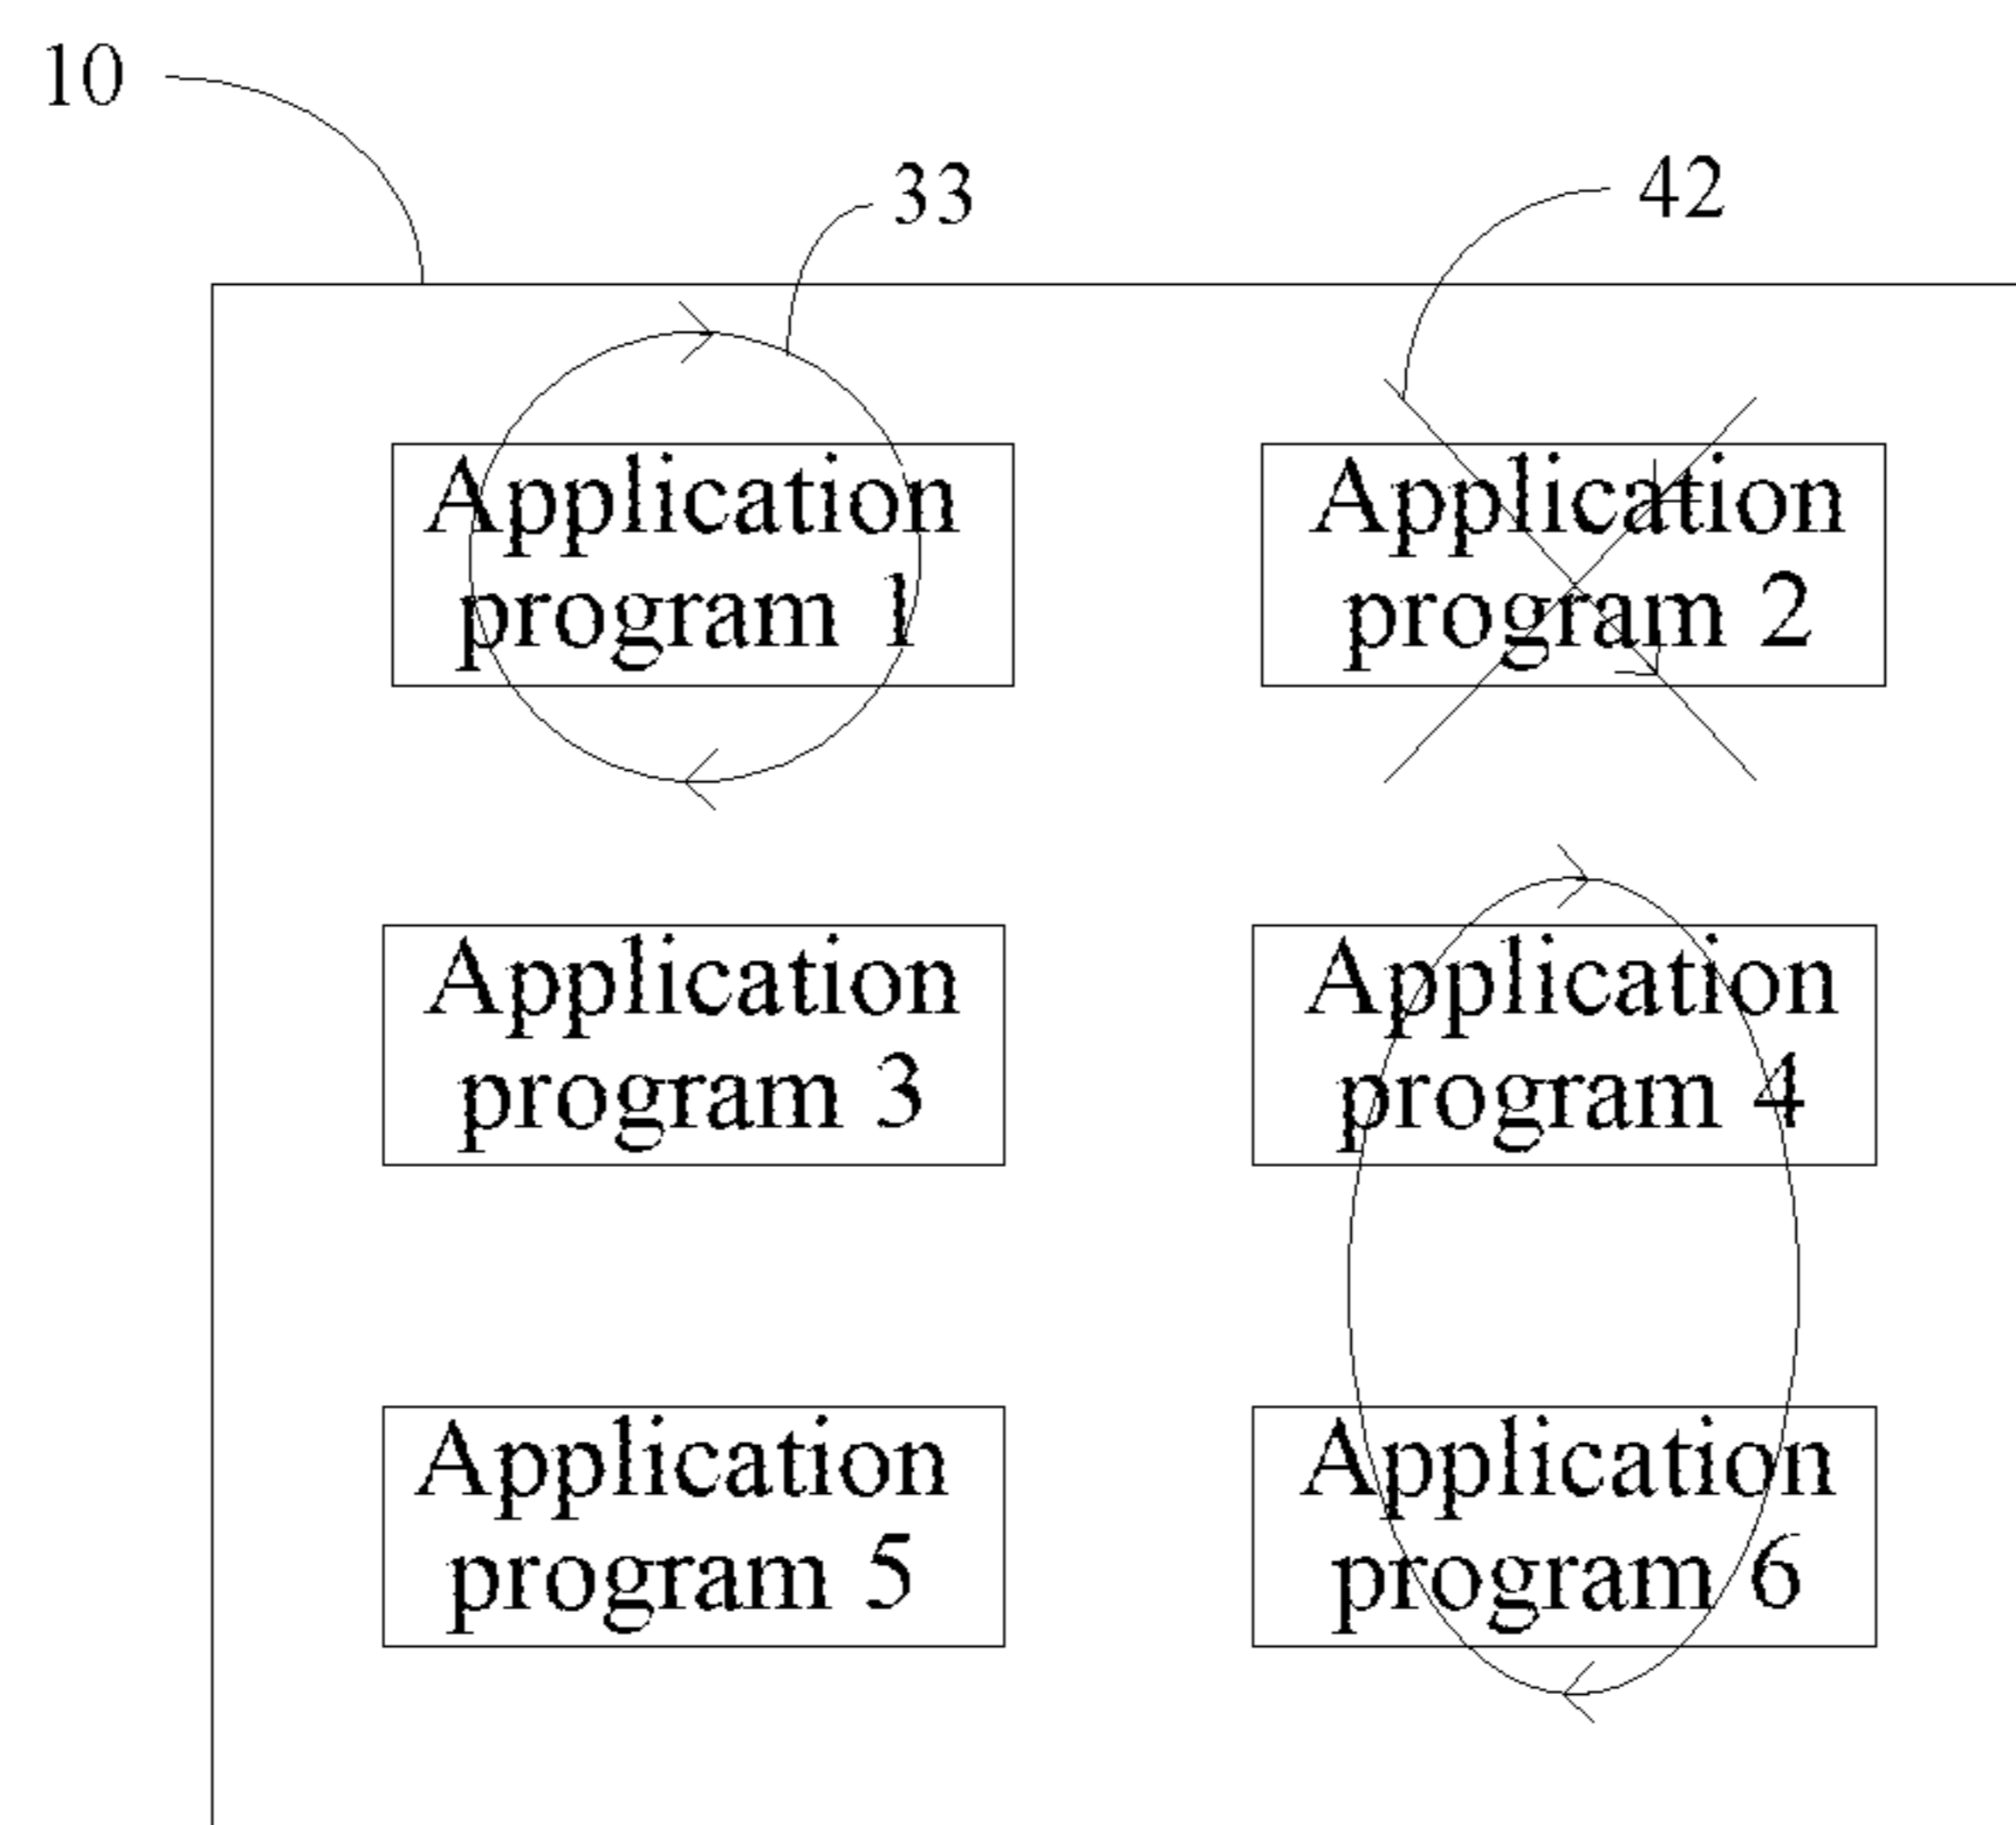 10
33
42
Application
program 1
Application
program 2
Application
program 3
Application
program 4
Application
program 5
Application
program 6